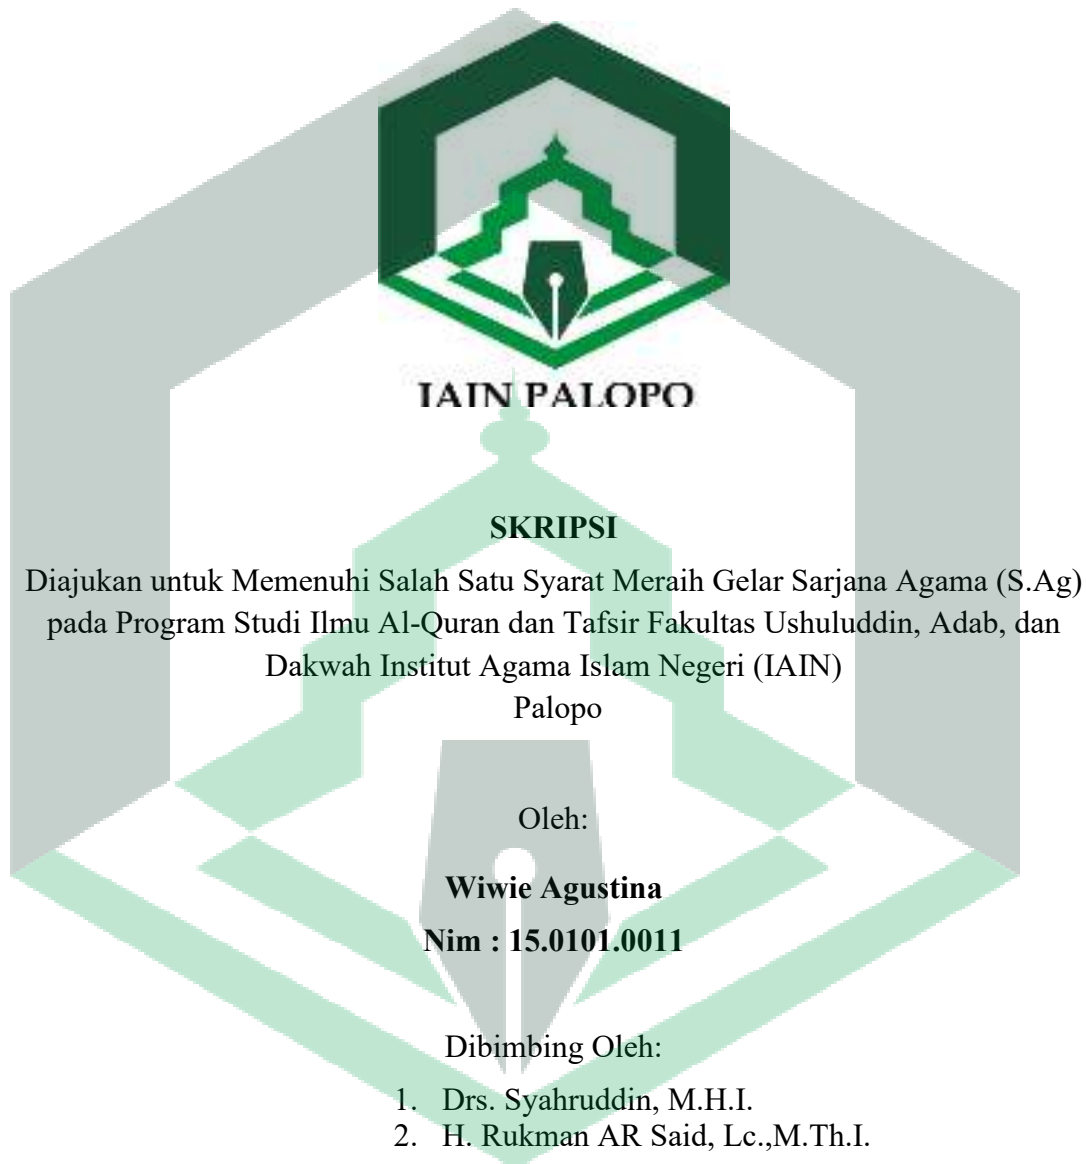 IAIN PALOPO
SKRIPSI
Diajukan untuk Memenuhi Salah Satu Syarat Meraih Gelar Sarjana Agama (S.Ag)
pada Program Studi Ilmu Al-Quran dan Tafsir Fakultas Ushuluddin, Adab, dan
Dakwah Institut Agama Islam Negeri (IAIN)
Palopo
Oleh:
Wiwie Agustina
Nim : 15.0101.0011
Dibimbing Oleh:
1. Drs. Syahruddin, M.H.I.
2. H. Rukman AR Said, Lc.,M.Th.I.